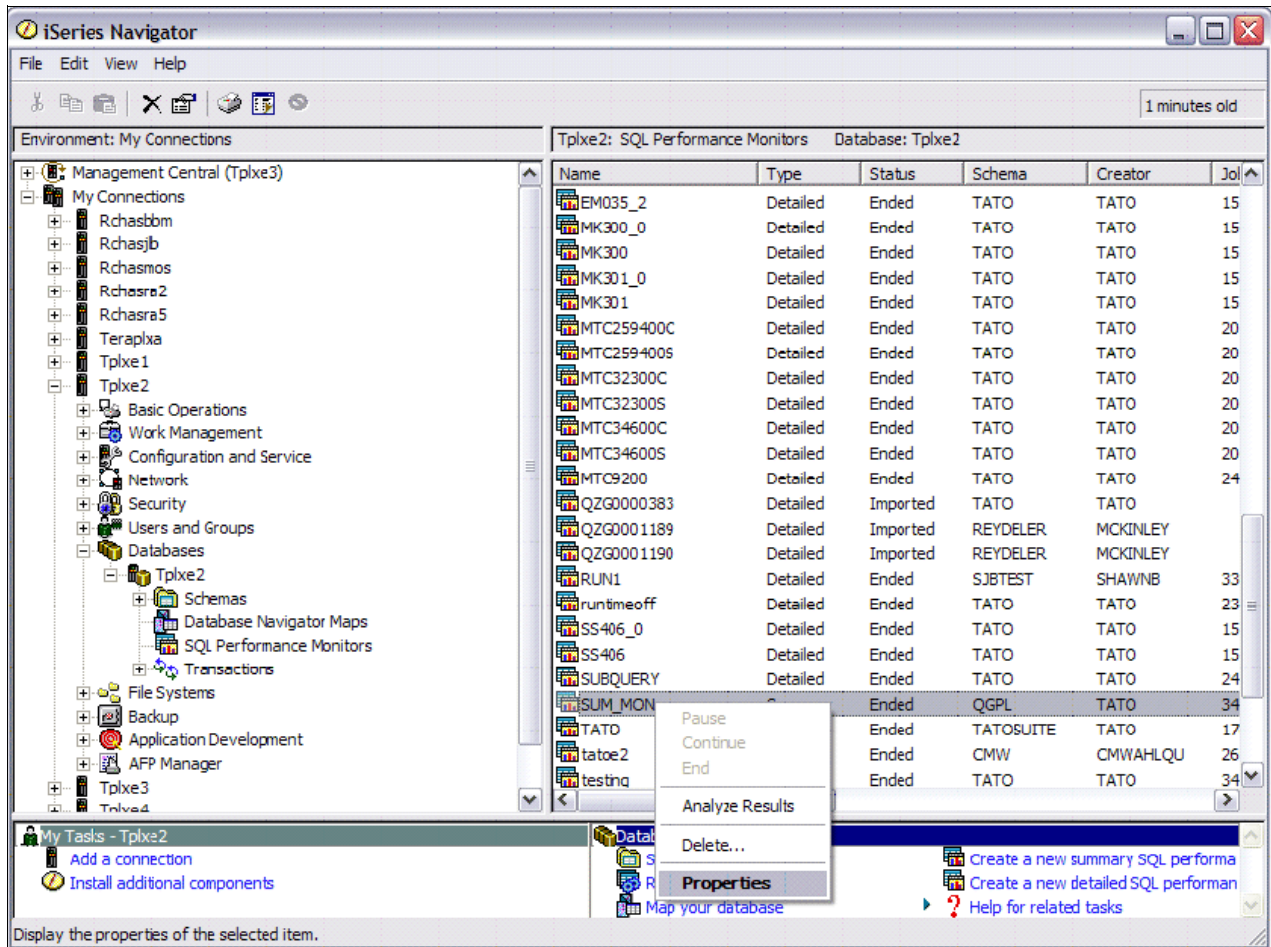 iSeries Navigator
File Edit View Help
1 minutes old
Environment: My Connections
Tplxe2: SQL Performance Monitors Database: Tplxe2
Management Central (Tplxe3)
My Connections
Rchasbbm
Rchasjb
Rchasmos
Rchasra2
Rchasra5
Teraplxa
Tplxe1
Tplxe2
Basic Operations
Work Management
Configuration and Service
Network
Security
Users and Groups
Databases
Tplxe2
Schemas
Database Navigator Maps
SQL Performance Monitors
Transactions
File Systems
Backup
Application Development
AFP Manager
Tplxe3
Tplxe4
Name Type Status Schema Creator
EM035_2 Detailed Ended TATO TATO 15
MK300_0 Detailed Ended TATO TATO 15
MK300 Detailed Ended TATO TATO 15
MK301_0 Detailed Ended TATO TATO 15
MK301 Detailed Ended TATO TATO 15
MTC259400C Detailed Ended TATO TATO 20
MTC259400S Detailed Ended TATO TATO 20
MTC32300C Detailed Ended TATO TATO 20
MTC32300S Detailed Ended TATO TATO 20
MTC34600C Detailed Ended TATO TATO 20
MTC34600S Detailed Ended TATO TATO 20
MTC9200 Detailed Ended TATO TATO 24
QZG0000383 Detailed Imported TATO TATO
QZG0001189 Detailed Imported REYDELER MCKINLEY
QZG0001190 Detailed Imported REYDELER MCKINLEY
RUN1 Detailed Ended SJBTEST SHAWNB 33
runtimeoff Detailed Ended TATO TATO 23
SS406_0 Detailed Ended TATO TATO 15
SS406 Detailed Ended TATO TATO 15
SUBQUERY Detailed Ended TATO TATO 24
SUM_MON Ended QGPL TATO 34
TATO Ended TATOSUITE TATO 17
tatoe2 Ended CMW CMWAHLQU 26
testing Ended TATO TATO 34
Pause
Continue
End
Analyze Results
Delete...
Properties
My Tasks - Tplxe2
Add a connection
Install additional components
Datab
S
R
Map your database
Create a new summary SQL performa
Create a new detailed SQL performan
Help for related tasks
Display the properties of the selected item.